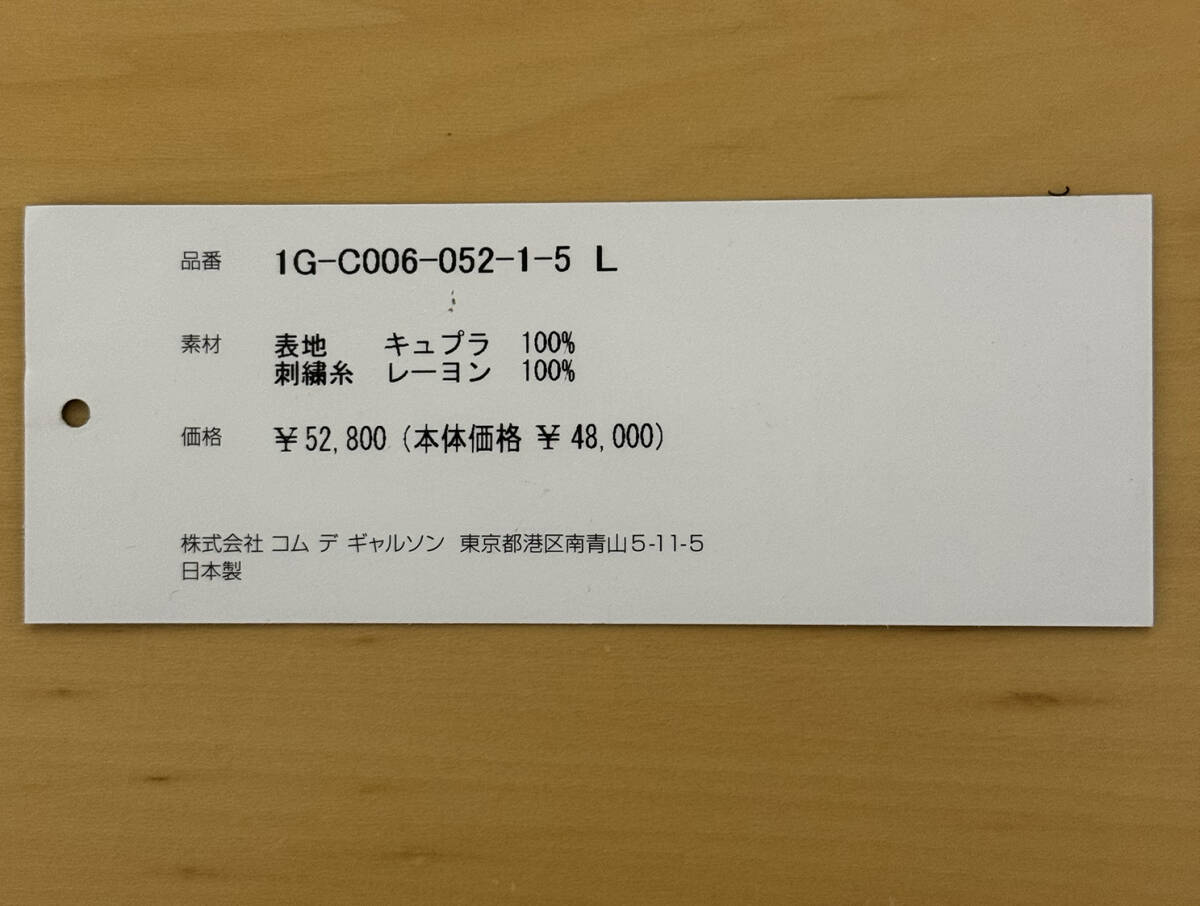 品番 1G-C006-052-1-5 L
素材 表地 キュプラ 100%
刺繍糸 レーヨン 100%
価格 ¥52,800 (本体価格 ¥ 48,000)
株式会社 コム デ ギャルソン 東京都港区南青山5-11-5
日本製